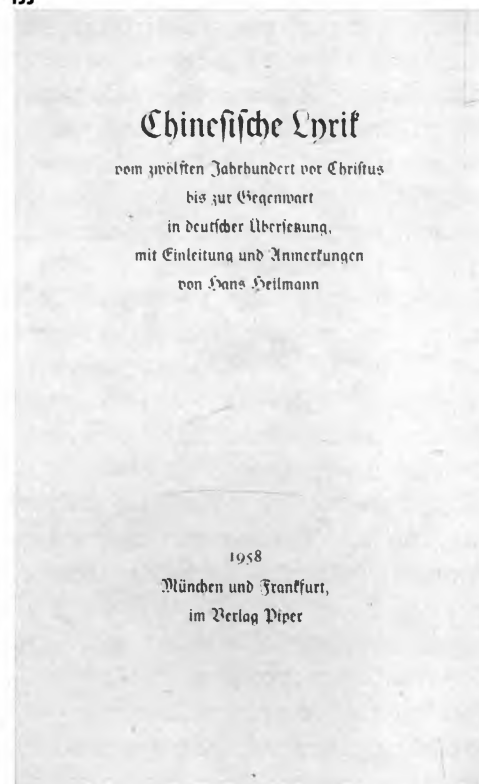 Chinesische Lyrik
vom zwölften Jahrhundert vor Christus
bis zur Gegenwart
in deutscher Übersetzung,
mit Einleitung und Anmerkungen
von Hans Heilmann
1958
München und Frankfurt,
im Verlag Piper